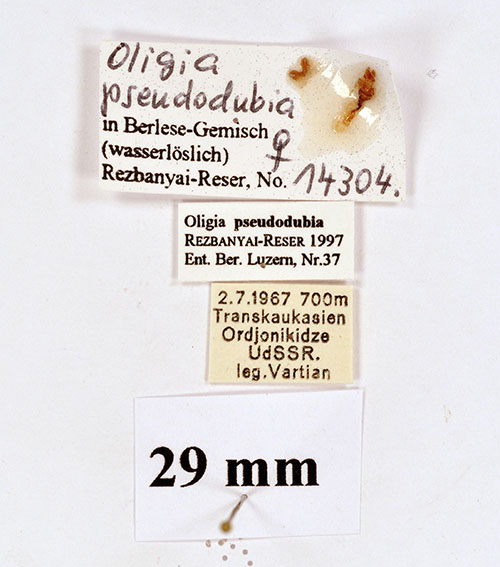 Oligia
pseudodubia
in Berlese-Gemisch ♀
(wasserlöslich)
Rezbanyai-Reser, No. 14304.
Oligia pseudodubia
REZBANYAI-RESER 1997
Ent. Ber. Luzern, Nr.37
2.7.1967 700m
Transkaukasien
Ordjonikidze
UdSSR.
leg.Vartian
29 mm